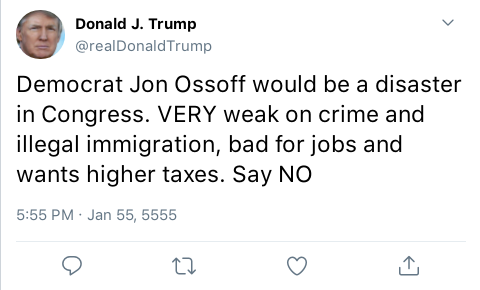 Donald J. Trump
@realDonaldTrump
Democrat Jon Ossoff would be a disaster
in Congress. VERY weak on crime and
illegal immigration, bad for jobs and
wants higher taxes. Say NO
5:55 PM · Jan 55, 5555